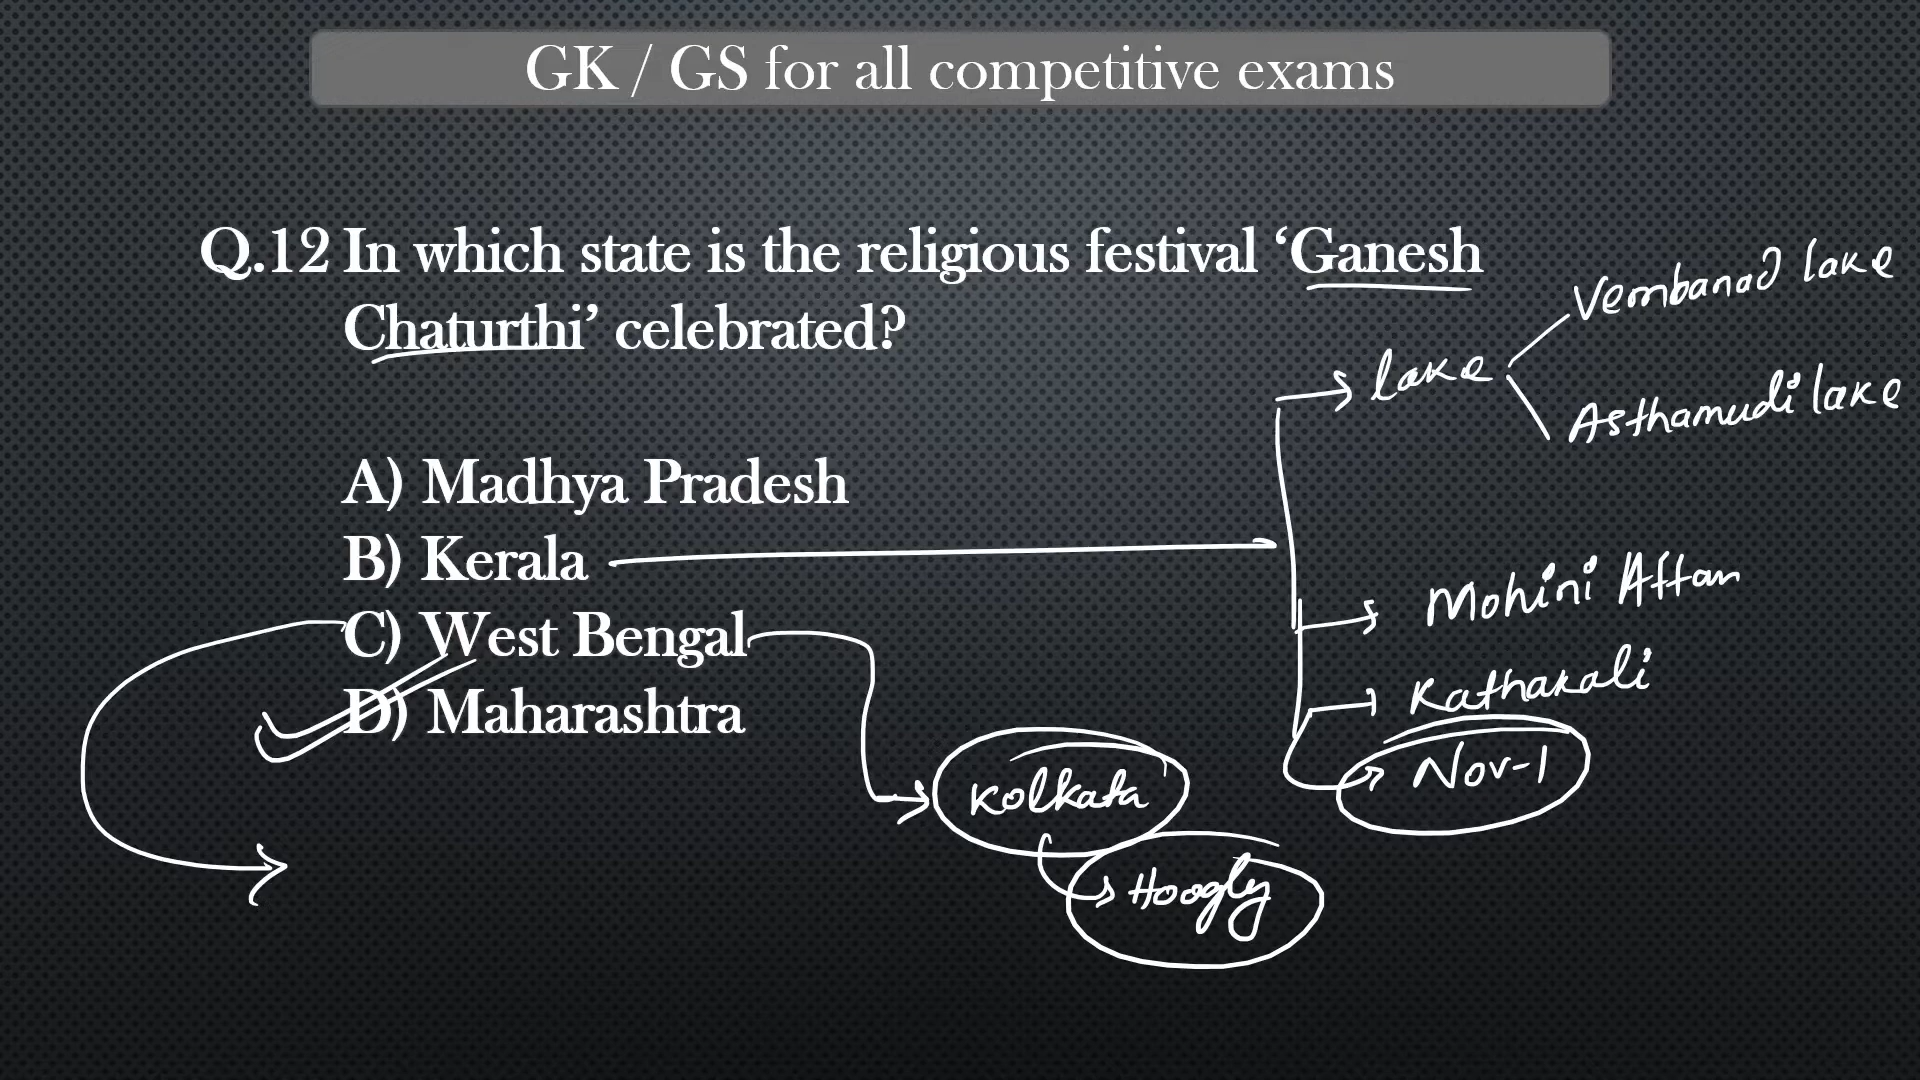 GK / GS for all competitive exams
Q.12 In which state is the religious festival ‘Ganesh
Chaturthi’ celebrated?
A) Madhya Pradesh
B) Kerala
C) West Bengal
D) Maharashtra
lake
Vembanad lake
Asthamudi lake
Mohini Attam
Kathakali
Nov-1
Kolkata
Hoogly